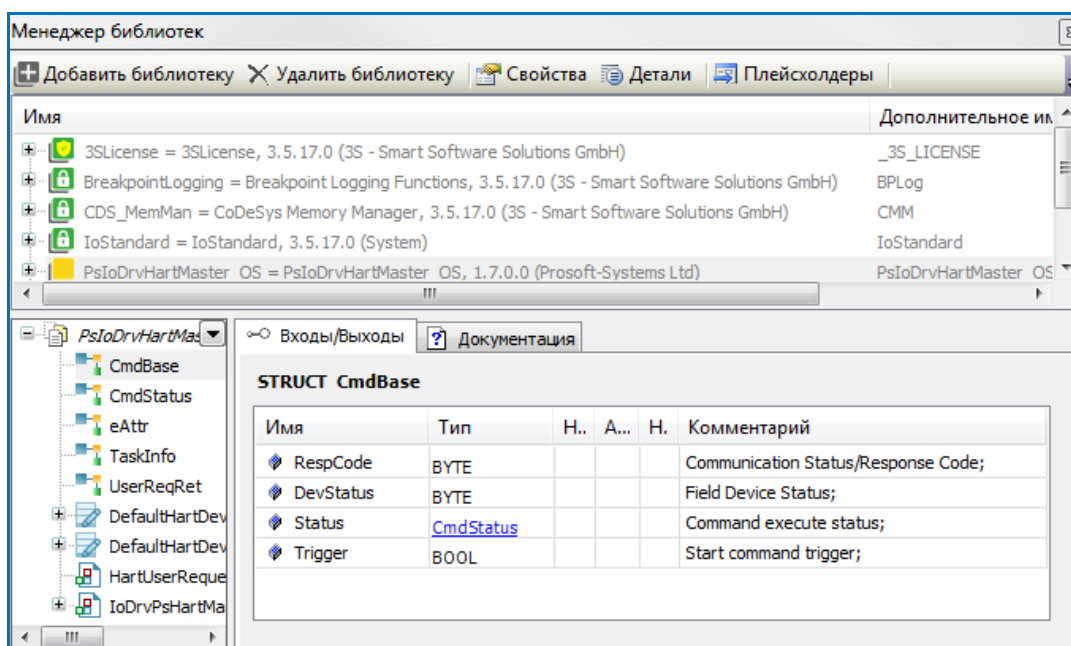 Менеджер библиотек
Добавить библиотеку Удалить библиотеку Свойства Детали Плейсхолдеры
Имя Дополнительное им
3SLicense = 3SLicense, 3.5.17.0 (3S - Smart Software Solutions GmbH) _3S_LICENSE
BreakpointLogging = Breakpoint Logging Functions, 3.5.17.0 (3S - Smart Software Solutions GmbH) BPLog
CDS_MemMan = CoDeSys Memory Manager, 3.5.17.0 (3S - Smart Software Solutions GmbH) CMM
IoStandard = IoStandard, 3.5.17.0 (System) IoStandard
PsIoDrvHartMaster_OS = PsIoDrvHartMaster_OS, 1.7.0.0 (Prosoft-Systems Ltd) PsIoDrvHartMaster_OS
PsIoDrvHartMas
CmdBase
CmdStatus
eAttr
TaskInfo
UserReqRet
DefaultHartDev
DefaultHartDev
HartUserReque
IoDrvPsHartMa
Входы/Выходы Документация
STRUCT CmdBase
Имя Тип Н.. А... Н. Комментарий
RespCode BYTE Communication Status/Response Code;
DevStatus BYTE Field Device Status;
Status CmdStatus Command execute status;
Trigger BOOL Start command trigger;